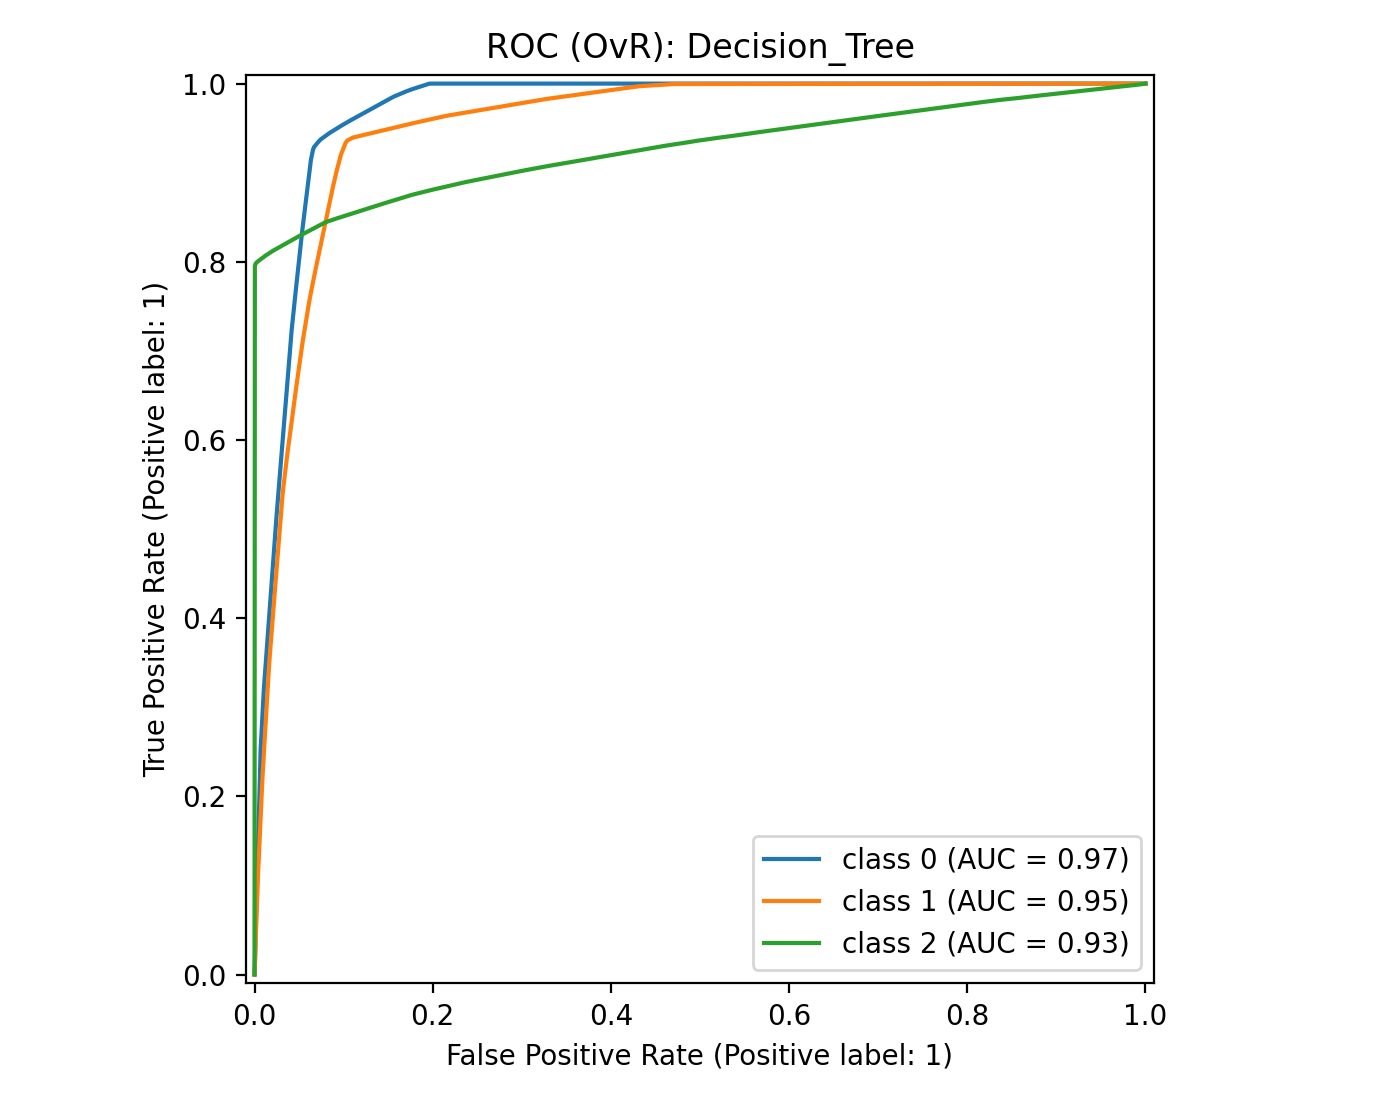 ROC (OvR): Decision_Tree
1.0
0.8
0.6
0.4
0.2
0.0
True Positive Rate (Positive label: 1)
class 0 (AUC = 0.97)
class 1 (AUC = 0.95)
class 2 (AUC = 0.93)
0.0 0.2 0.4 0.6 0.8 1.0
False Positive Rate (Positive label: 1)